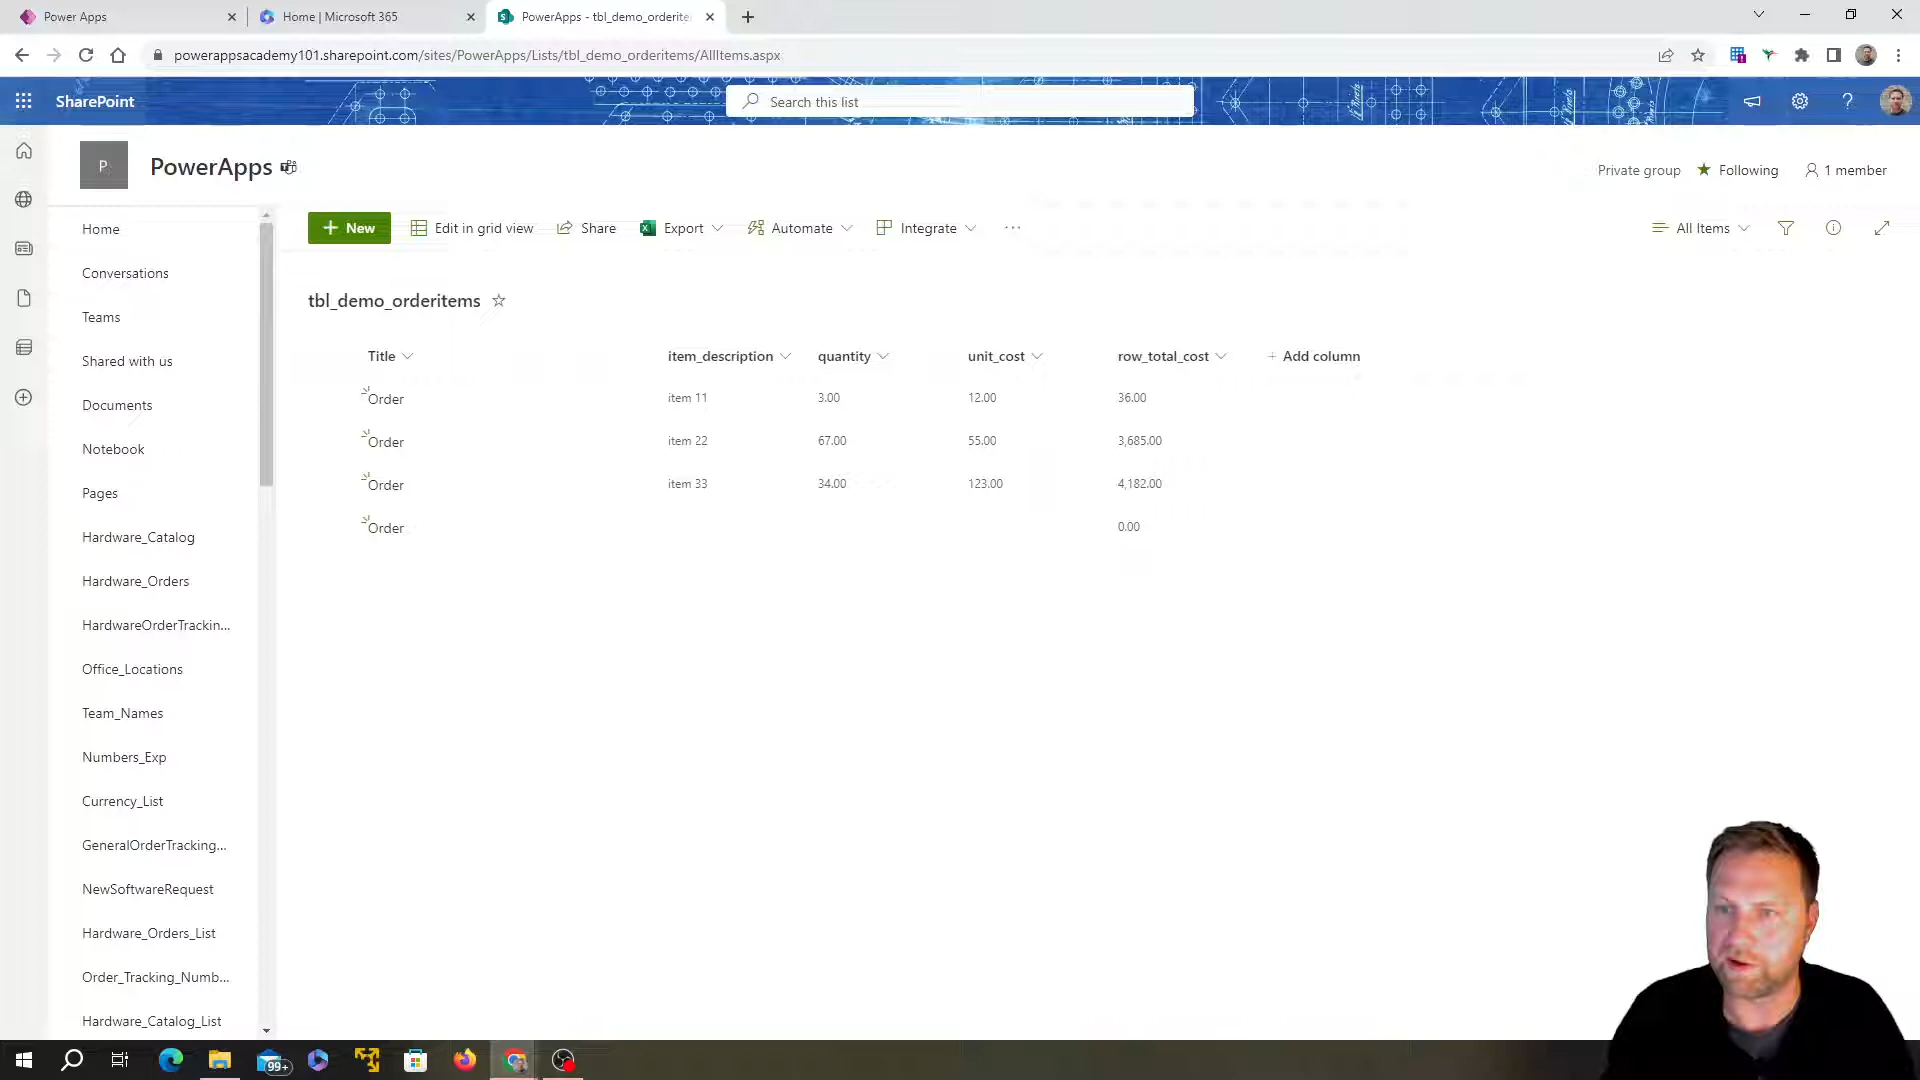 Power Apps
Home | Microsoft 365
PowerApps - tbl_demo_orderite
powerappsacademy101.sharepoint.com/sites/PowerApps/Lists/tbl_demo_orderitems/AllItems.aspx
SharePoint
Search this list
P
PowerApps
Private group
Following
1 member
New
Edit in grid view
Share
Export
Automate
Integrate
All Items
Home
Conversations
Teams
Shared with us
Documents
Notebook
Pages
Hardware_Catalog
Hardware_Orders
HardwareOrderTrackin...
Office_Locations
Team_Names
Numbers_Exp
Currency_List
GeneralOrderTracking...
NewSoftwareRequest
Hardware_Orders_List
Order_Tracking_Numb...
Hardware_Catalog_List
tbl_demo_orderitems
Title item_description quantity unit_cost row_total_cost + Add column
Order item 11 3.00 12.00 36.00
Order item 22 67.00 55.00 3,685.00
Order item 33 34.00 123.00 4,182.00
Order 0.00
99+